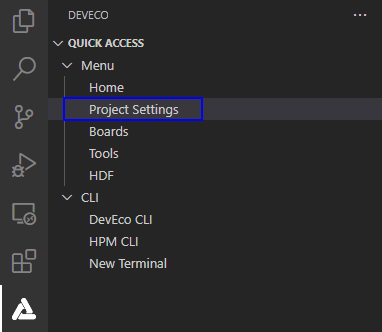 DEVECO
QUICK ACCESS
Menu
Home
Project Settings
Boards
Tools
HDF
CLI
DevEco CLI
HPM CLI
New Terminal